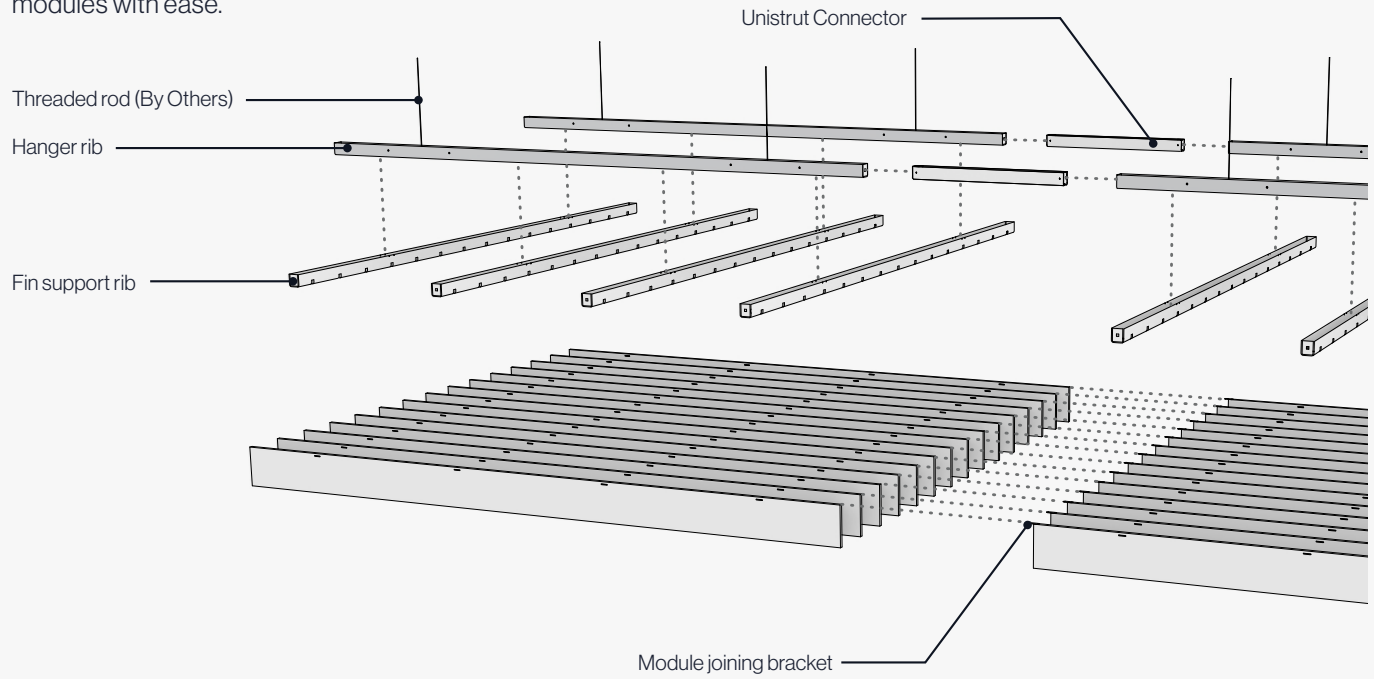 modules with ease.
Unistrut Connector
Threaded rod (By Others)
Hanger rib
Fin support rib
Module joining bracket